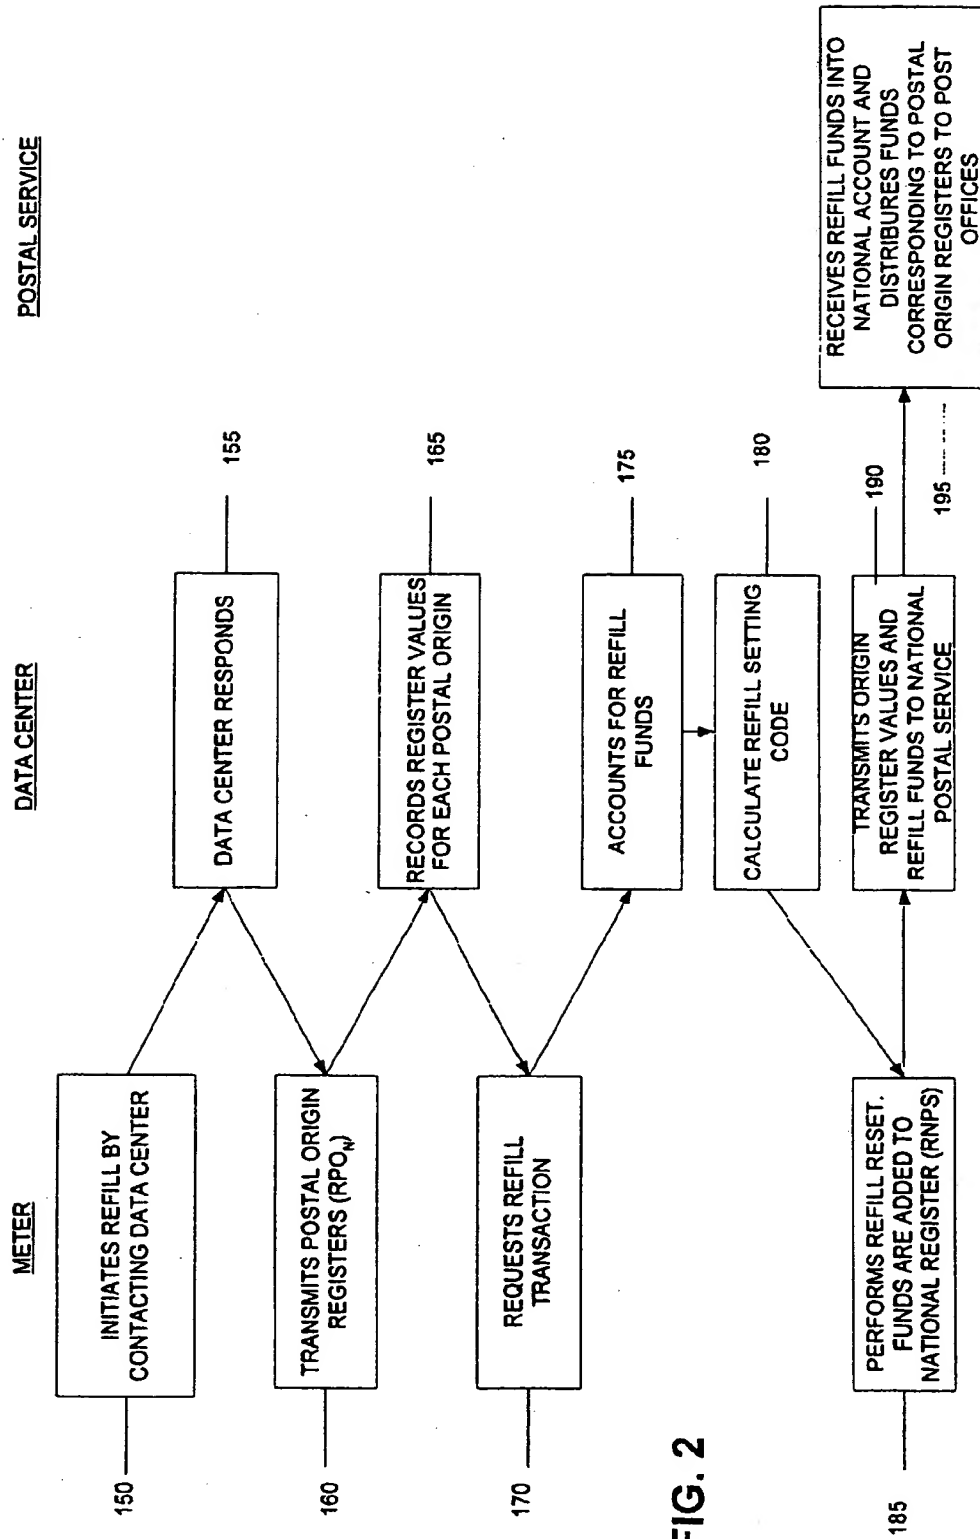 METER
DATA CENTER
POSTAL SERVICE
150
INITIATES REFILL BY
CONTACTING DATA CENTER
DATA CENTER RESPONDS
155
160
TRANSMITS POSTAL ORIGIN
REGISTERS (RPON)
RECORDS REGISTER VALUES
FOR EACH POSTAL ORIGIN
165
170
REQUESTS REFILL
TRANSACTION
ACCOUNTS FOR REFILL
FUNDS
175
CALCULATE REFILL SETTING
CODE
180
185
PERFORMS REFILL RESET.
FUNDS ARE ADDED TO
NATIONAL REGISTER (RNPS)
TRANSMITS ORIGIN
REGISTER VALUES AND
REFILL FUNDS TO NATIONAL
POSTAL SERVICE
190
195
RECEIVES REFILL FUNDS INTO
NATIONAL ACCOUNT AND
DISTRIBURES FUNDS
CORRESPONDING TO POSTAL
ORIGIN REGISTERS TO POST
OFFICES
FIG. 2